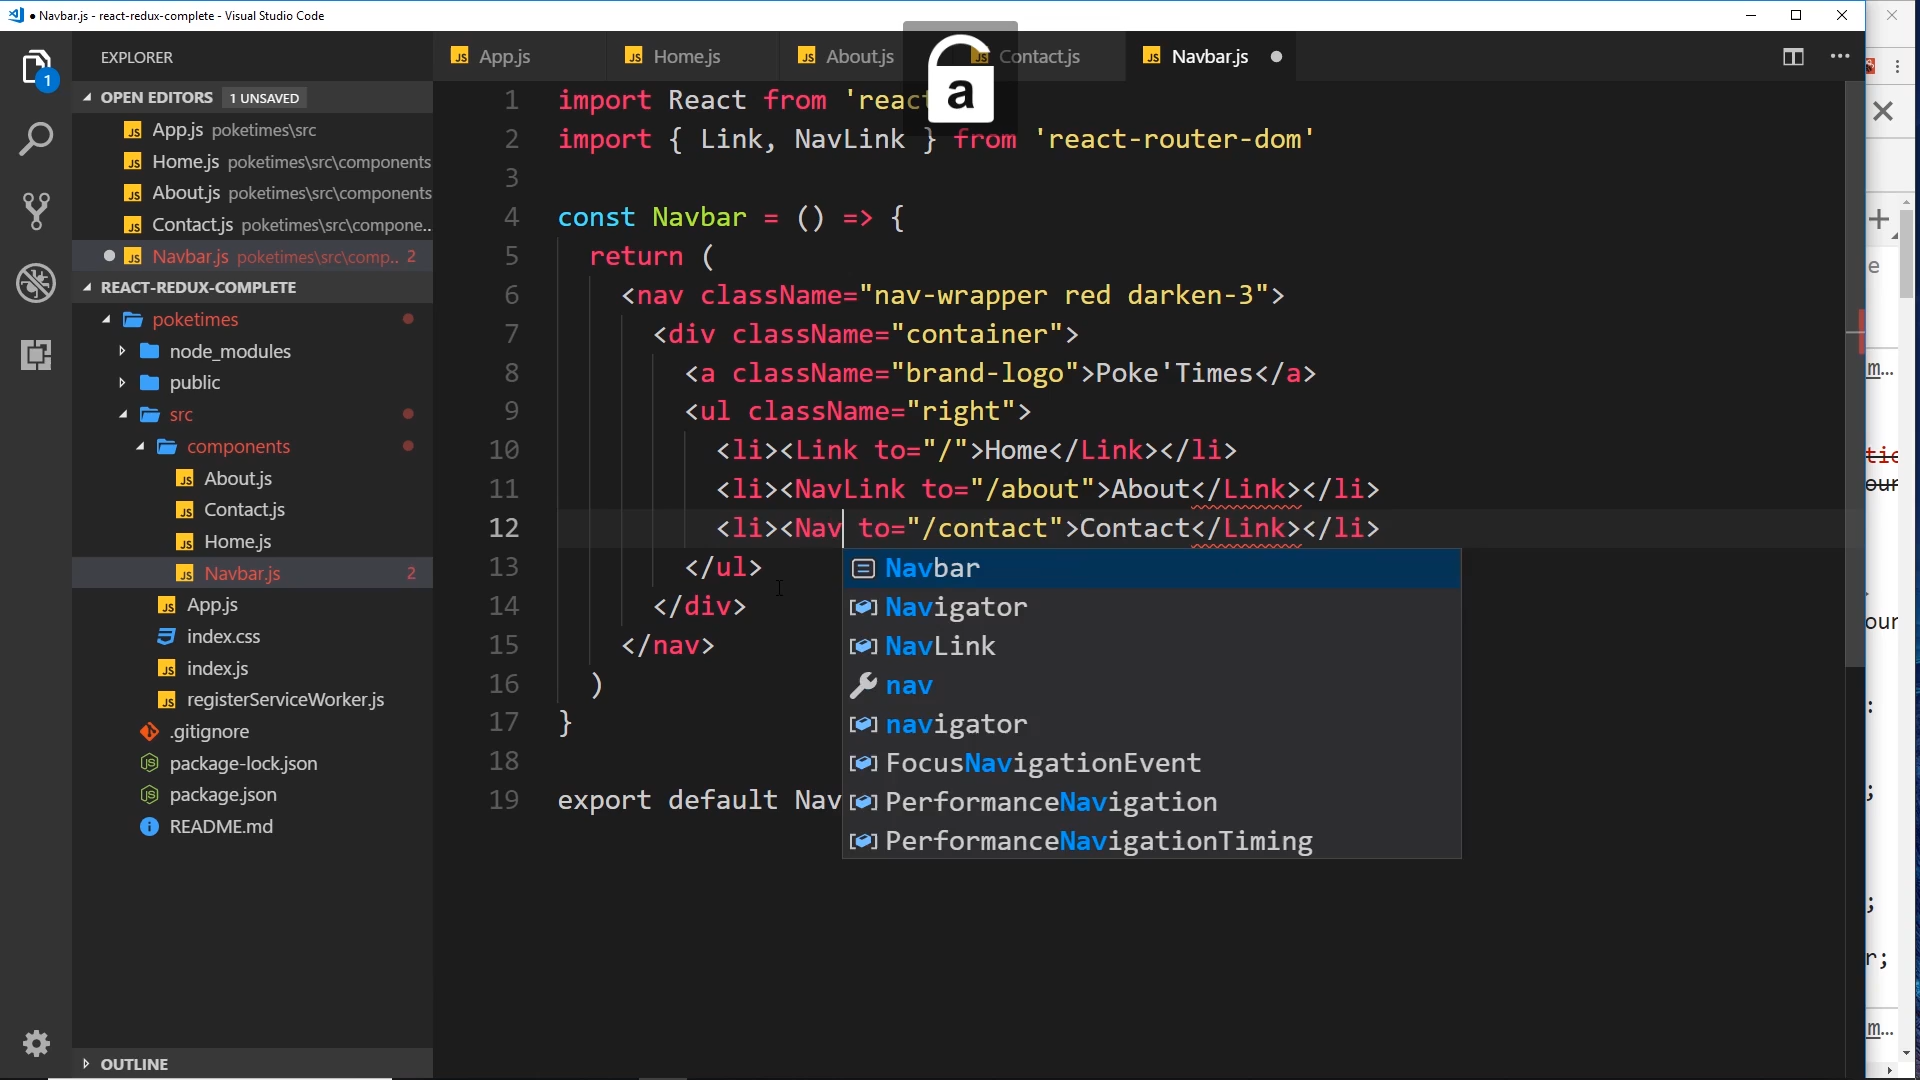 Navbar.js - react-redux-complete - Visual Studio Code
EXPLORER
App.js
Home.js
About.js
Contact.js
Navbar.js
a
1
OPEN EDITORS 1 UNSAVED
App.js poketimes\src
Home.js poketimes\src\components
About.js poketimes\src\components
Contact.js poketimes\src\compone...
Navbar.js poketimes\src\comp... 2
REACT-REDUX-COMPLETE
poketimes
node_modules
public
src
components
About.js
Contact.js
Home.js
Navbar.js 2
App.js
index.css
index.js
registerServiceWorker.js
.gitignore
package-lock.json
package.json
README.md
OUTLINE
1 import React from 'reac
2 import { Link, NavLink } from 'react-router-dom'
3
4 const Navbar = () => {
5 return (
6 <nav className="nav-wrapper red darken-3">
7 <div className="container">
8 <a className="brand-logo">Poke'Times</a>
9 <ul className="right">
10 <li><Link to="/">Home</Link></li>
11 <li><NavLink to="/about">About</Link></li>
12 <li><Nav to="/contact">Contact</Link></li>
13 </ul>
14 </div>
15 </nav>
16 )
17 }
18
19 export default Nav
Navbar
Navigator
NavLink
nav
navigator
FocusNavigationEvent
PerformanceNavigation
PerformanceNavigationTiming
e
m...
our
our
:
;
;
r;
m...